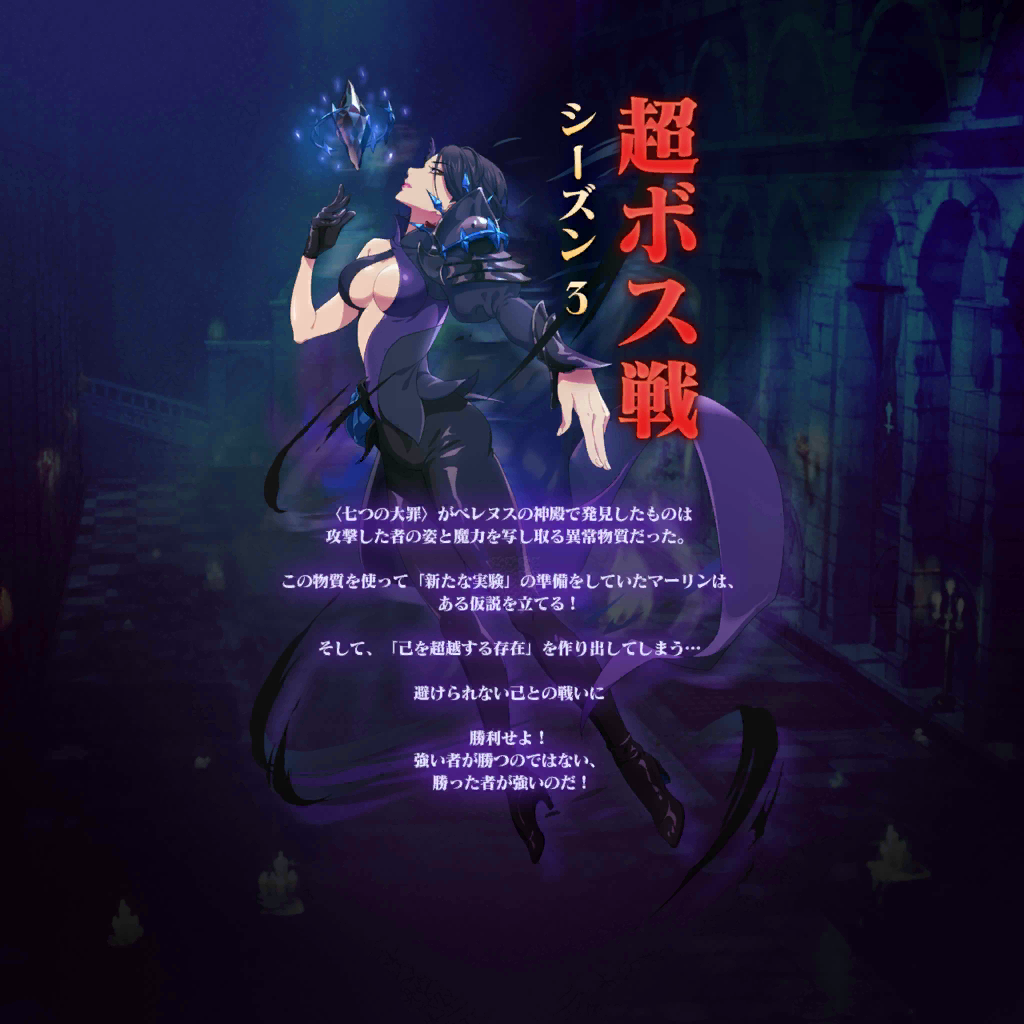 超ボス戦
シーズン 3
〈七つの大罪〉がベレヌスの神殿で発見したものは
攻撃した者の姿と魔力を写し取る異常物質だった。
この物質を使って「新たな実験」の準備をしていたマーリンは、
ある仮説を立てる！
そして、「己を超越する存在」を作り出してしまう…
避けられない己との戦いに
勝利せよ！
強い者が勝つのではない、
勝った者が強いのだ！